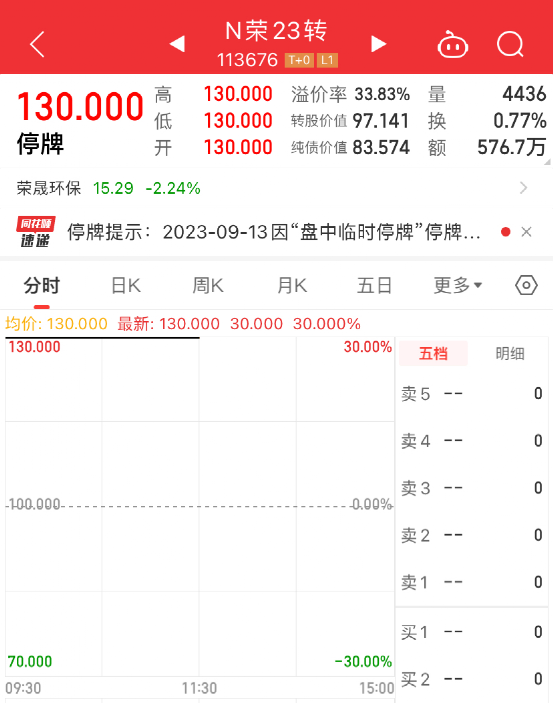 N荣23转
113676 T+0 L1
130.000 高 130.000 溢价率 33.83% 量 4436
低 130.000 转股价值 97.141 换 0.77%
停牌 开 130.000 纯债价值 83.574 额 576.7万
荣晟环保 15.29 -2.24%
同花顺
速递 停牌提示：2023-09-13因“盘中临时停牌”停牌...
分时 日K 周K 月K 五日 更多
均价: 130.000 最新: 130.000 30.000 30.000%
130.000 30.00% 五档 明细
卖5 -- 0
卖4 -- 0
卖3 -- 0
100.000 0.00%
卖2 -- 0
卖1 -- 0
买1 -- 0
70.000 -30.00%
买2 -- 0
09:30 11:30 15:00